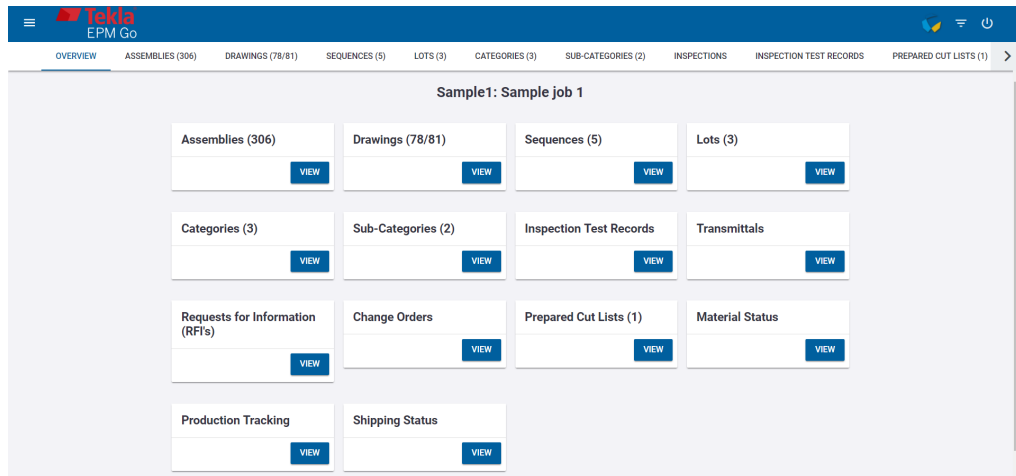 Tekla
EPM Go
OVERVIEW ASSEMBLIES (306) DRAWINGS (78/81) SEQUENCES (5) LOTS (3) CATEGORIES (3) SUB-CATEGORIES (2) INSPECTIONS INSPECTION TEST RECORDS PREPARED CUT LISTS (1)
Sample1: Sample job 1
Assemblies (306) Drawings (78/81) Sequences (5) Lots (3)
VIEW VIEW VIEW VIEW
Categories (3) Sub-Categories (2) Inspection Test Records Transmittals
VIEW VIEW VIEW VIEW
Requests for Information (RFI's) Change Orders Prepared Cut Lists (1) Material Status
VIEW VIEW VIEW VIEW
Production Tracking Shipping Status
VIEW VIEW